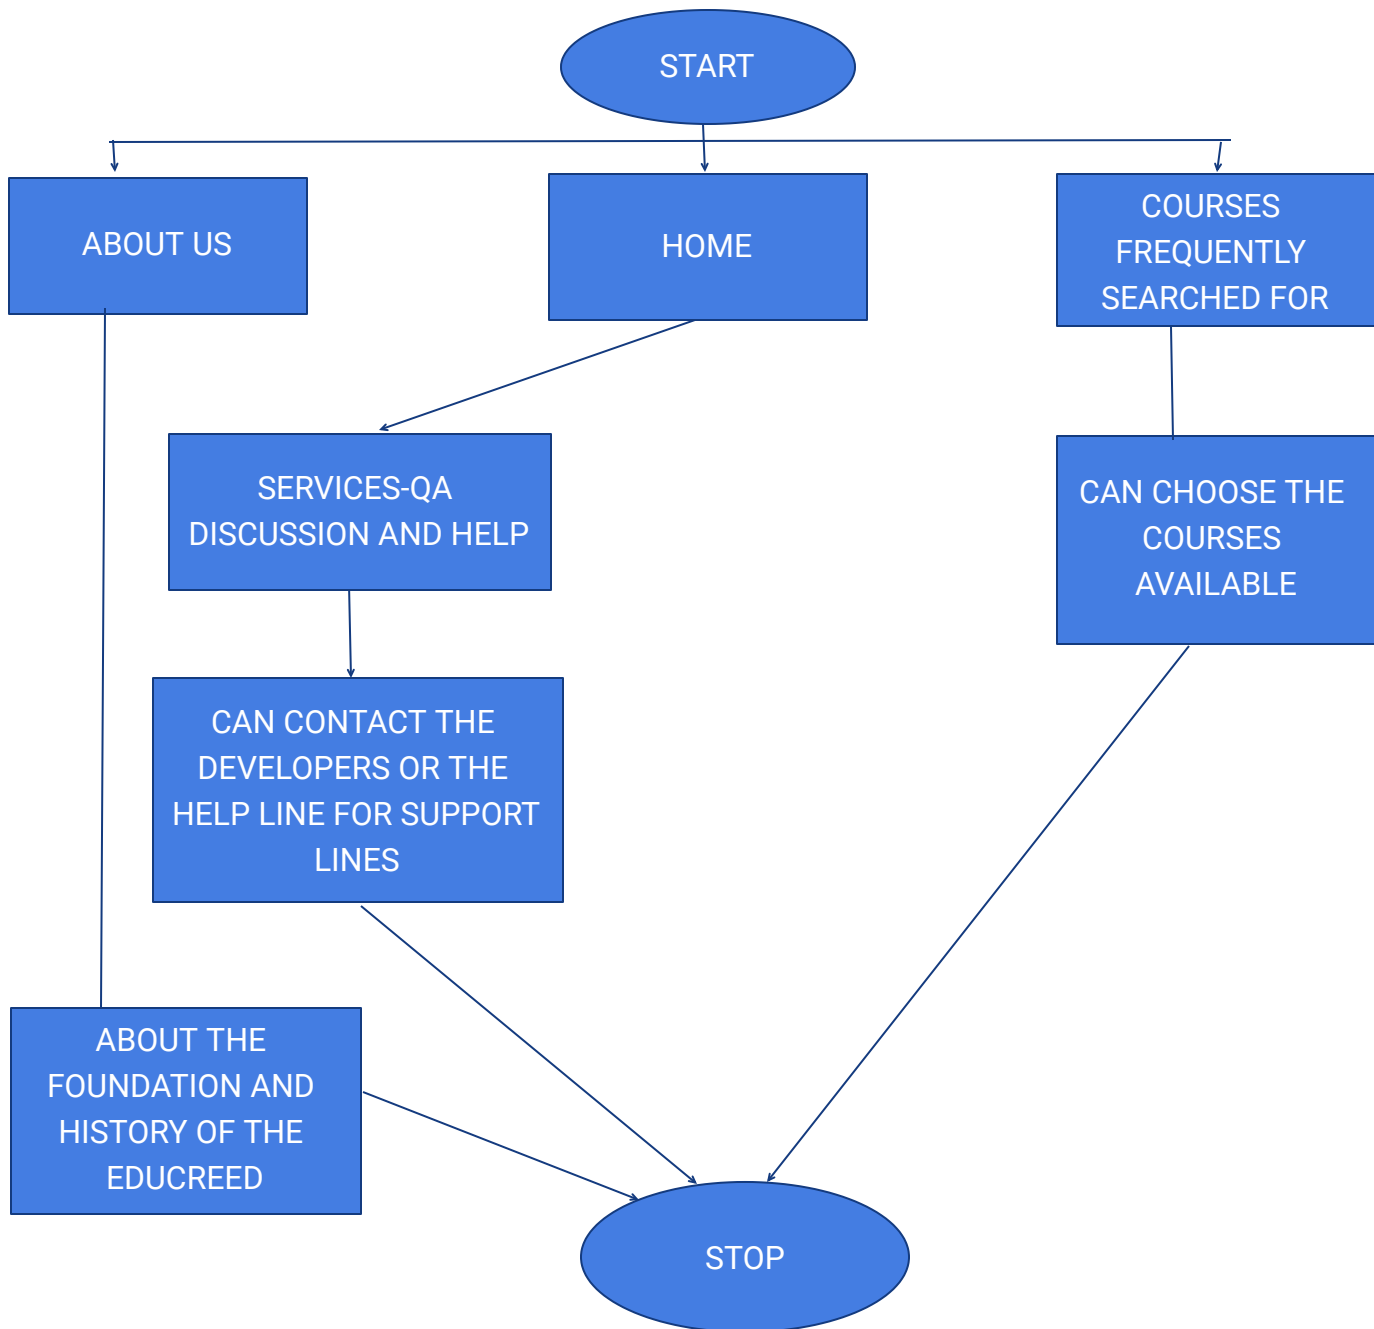 START
ABOUT US
HOME
COURSES
FREQUENTLY
SEARCHED FOR
SERVICES-QA
DISCUSSION AND HELP
CAN CHOOSE THE
COURSES
AVAILABLE
CAN CONTACT THE
DEVELOPERS OR THE
HELP LINE FOR SUPPORT
LINES
ABOUT THE
FOUNDATION AND
HISTORY OF THE
EDUCREED
STOP